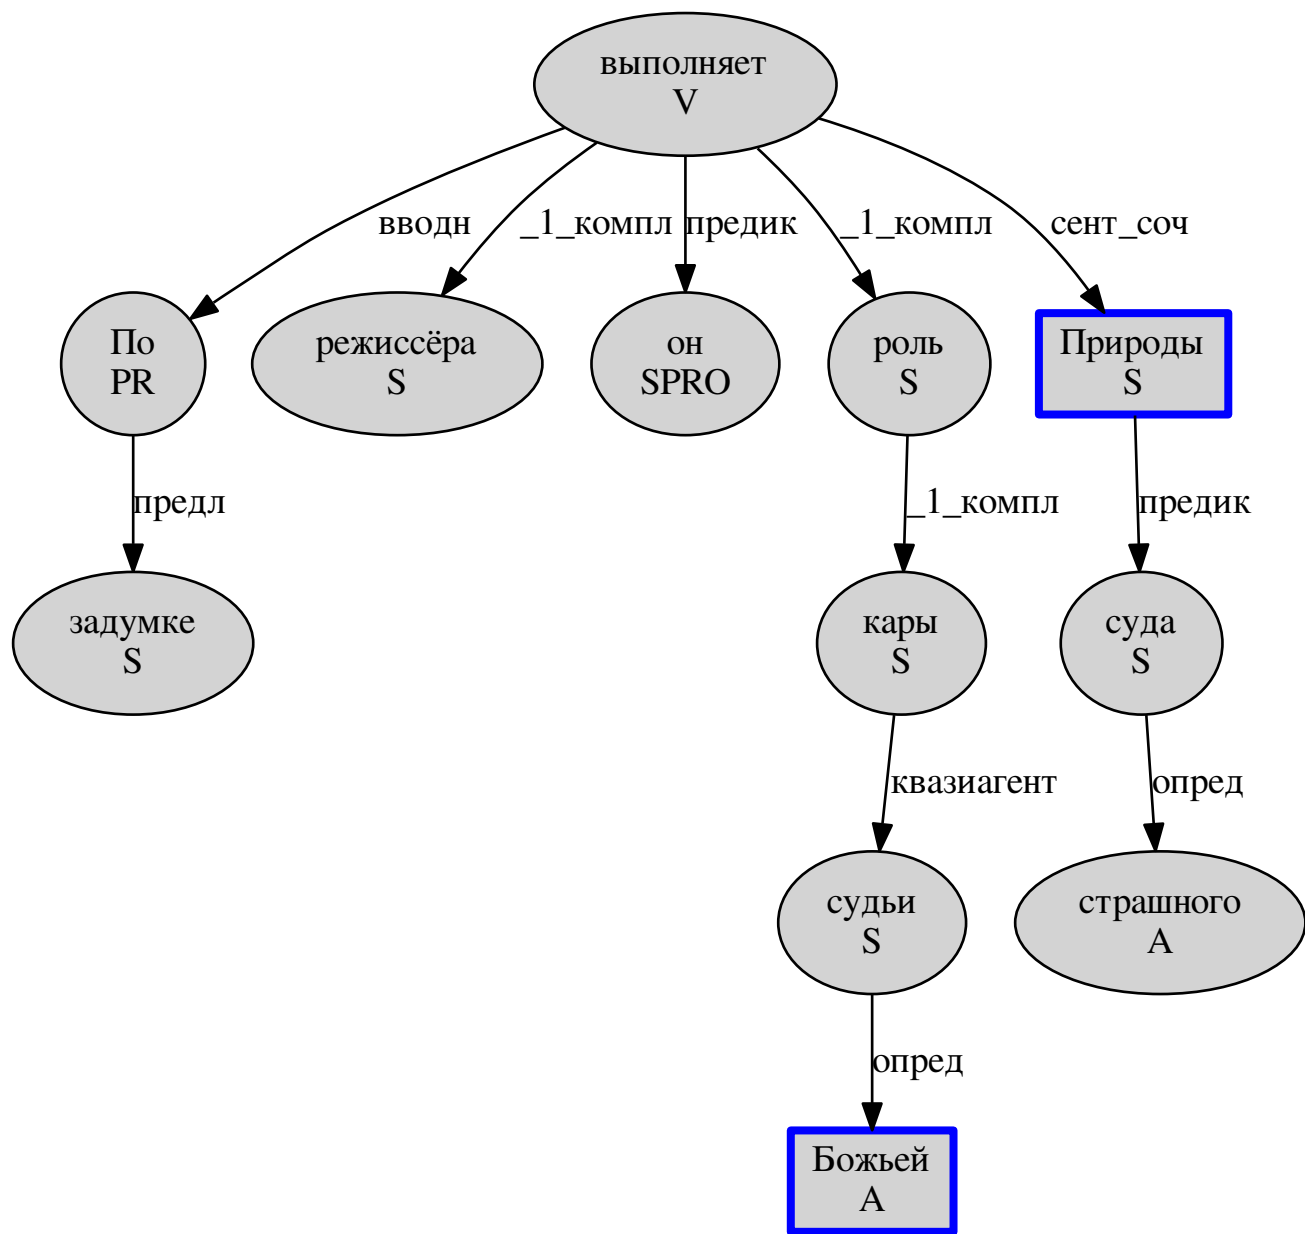 выполняет
V
вводн
_1_компл
предик
_1_компл
сент_соч
По
PR
режиссёра
S
он
SPRO
роль
S
Природы
S
предл
_1_компл
предик
задумке
S
кары
S
суда
S
квазиагент
опред
судьи
S
страшного
A
опред
Божьей
A